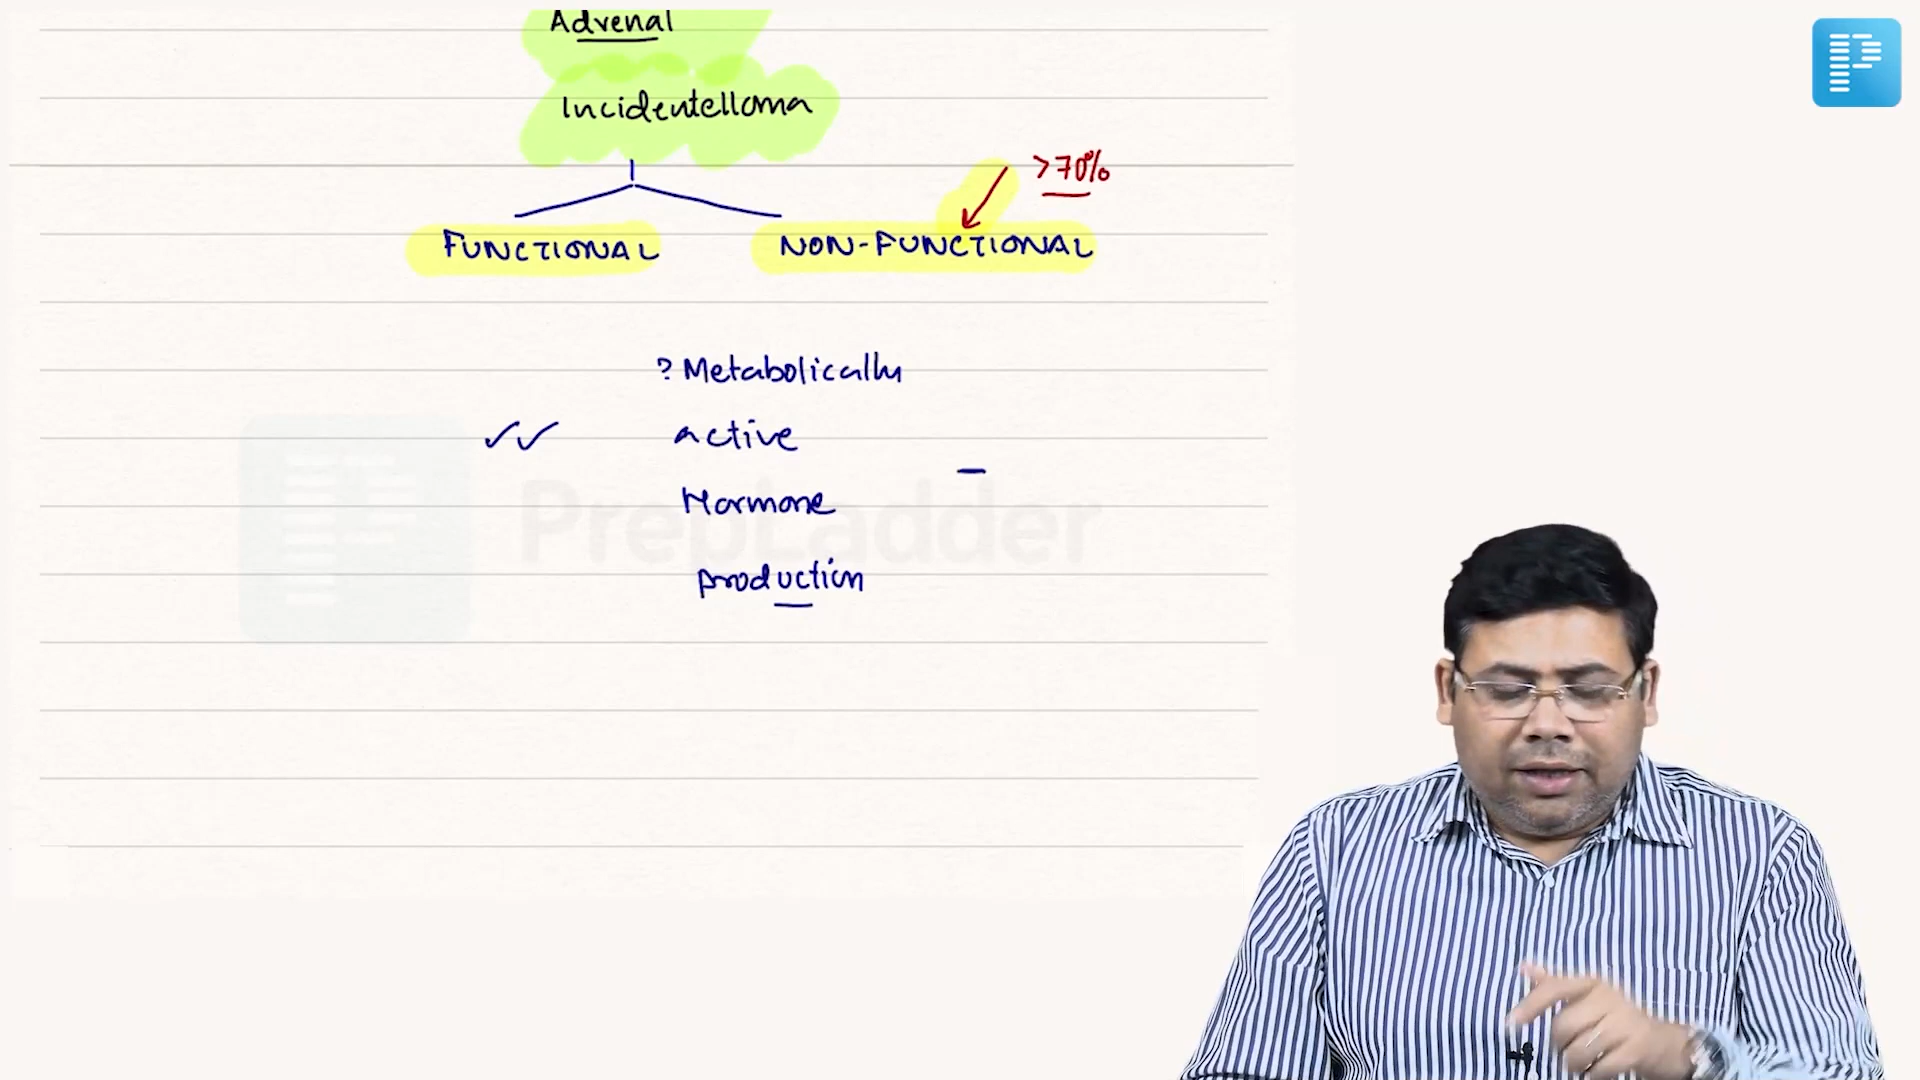 Adrenal
Incidentelloma
>70%
FUNCTIONAL NON-FUNCTIONAL
? Metabolically
active
Hormone
production
PrepLadder